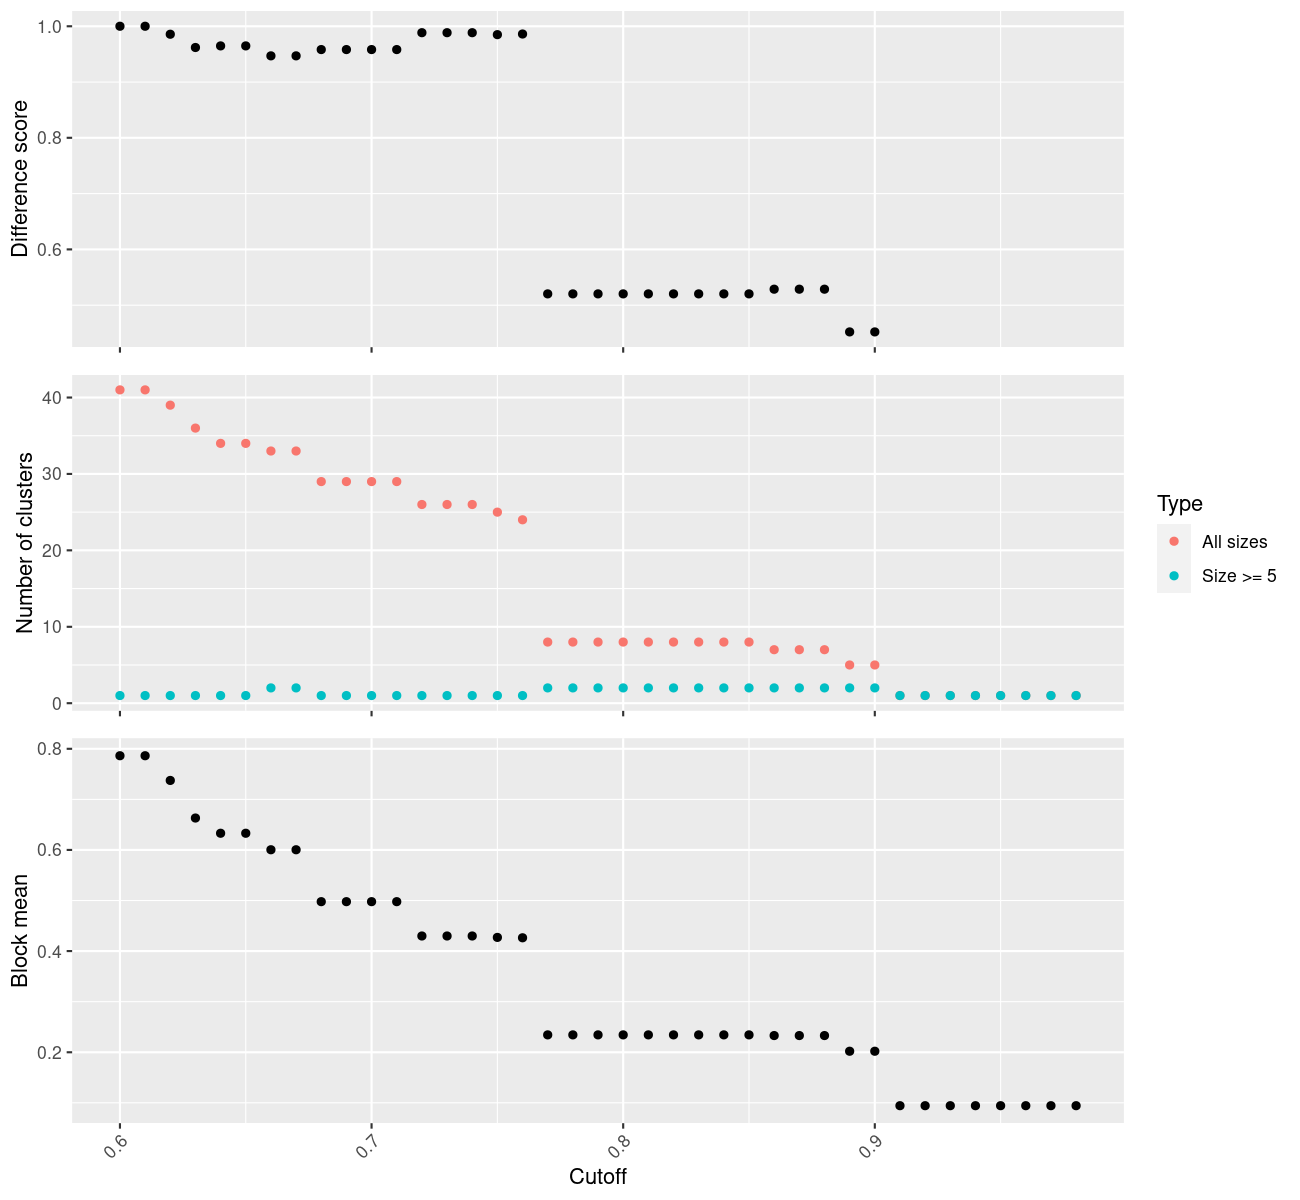 Difference score
1.0
0.8
0.6
Number of clusters
40
30
20
10
0
Type
All sizes
Size >= 5
Block mean
0.8
0.6
0.4
0.2
0.6
0.7
0.8
0.9
Cutoff